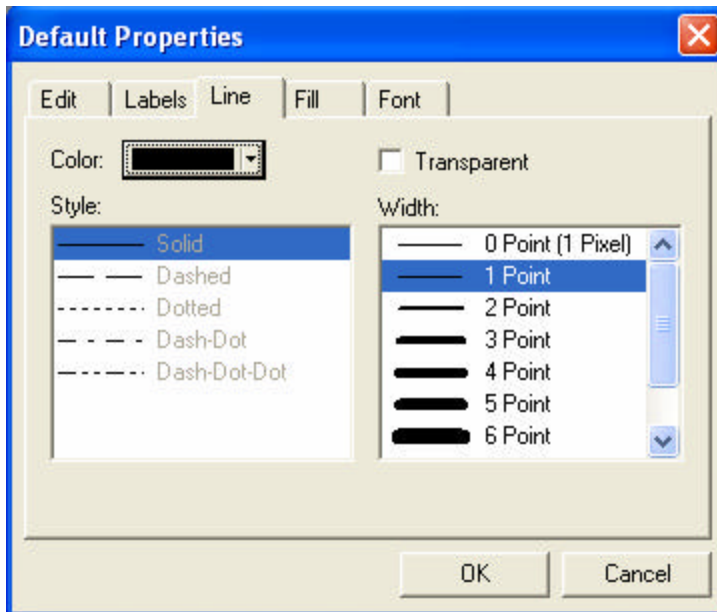 Default Properties
Edit Labels Line Fill Font
Color:
Transparent
Style:
Solid
Dashed
Dotted
Dash-Dot
Dash-Dot-Dot
Width:
0 Point (1 Pixel)
1 Point
2 Point
3 Point
4 Point
5 Point
6 Point
OK Cancel